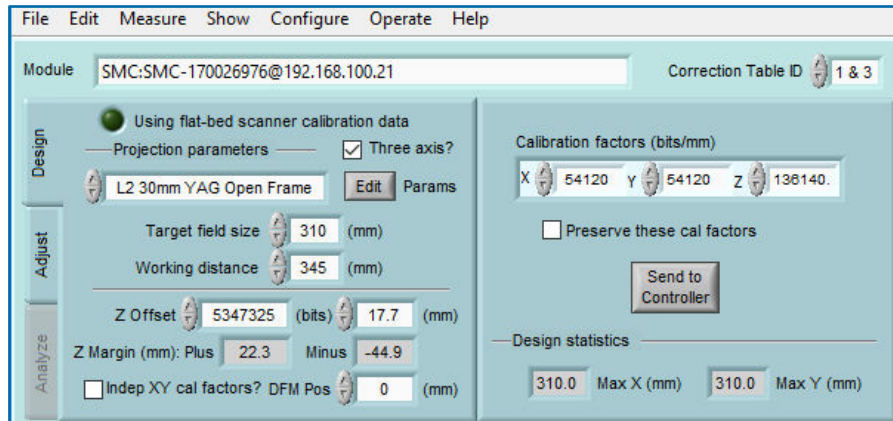 File Edit Measure Show Configure Operate Help
Module SMC:SMC-170026976@192.168.100.21 Correction Table ID 1 & 3
Design
Adjust
Analyze
Using flat-bed scanner calibration data
Projection parameters Three axis?
L2 30mm YAG Open Frame Edit Params
Target field size 310 (mm)
Working distance 345 (mm)
Z Offset 5347325 (bits) 17.7 (mm)
Z Margin (mm): Plus 22.3 Minus -44.9
Indep XY cal factors? DFM Pos 0 (mm)
Calibration factors (bits/mm)
X 54120 Y 54120 Z 136140.
Preserve these cal factors
Send to
Controller
Design statistics
310.0 Max X (mm) 310.0 Max Y (mm)